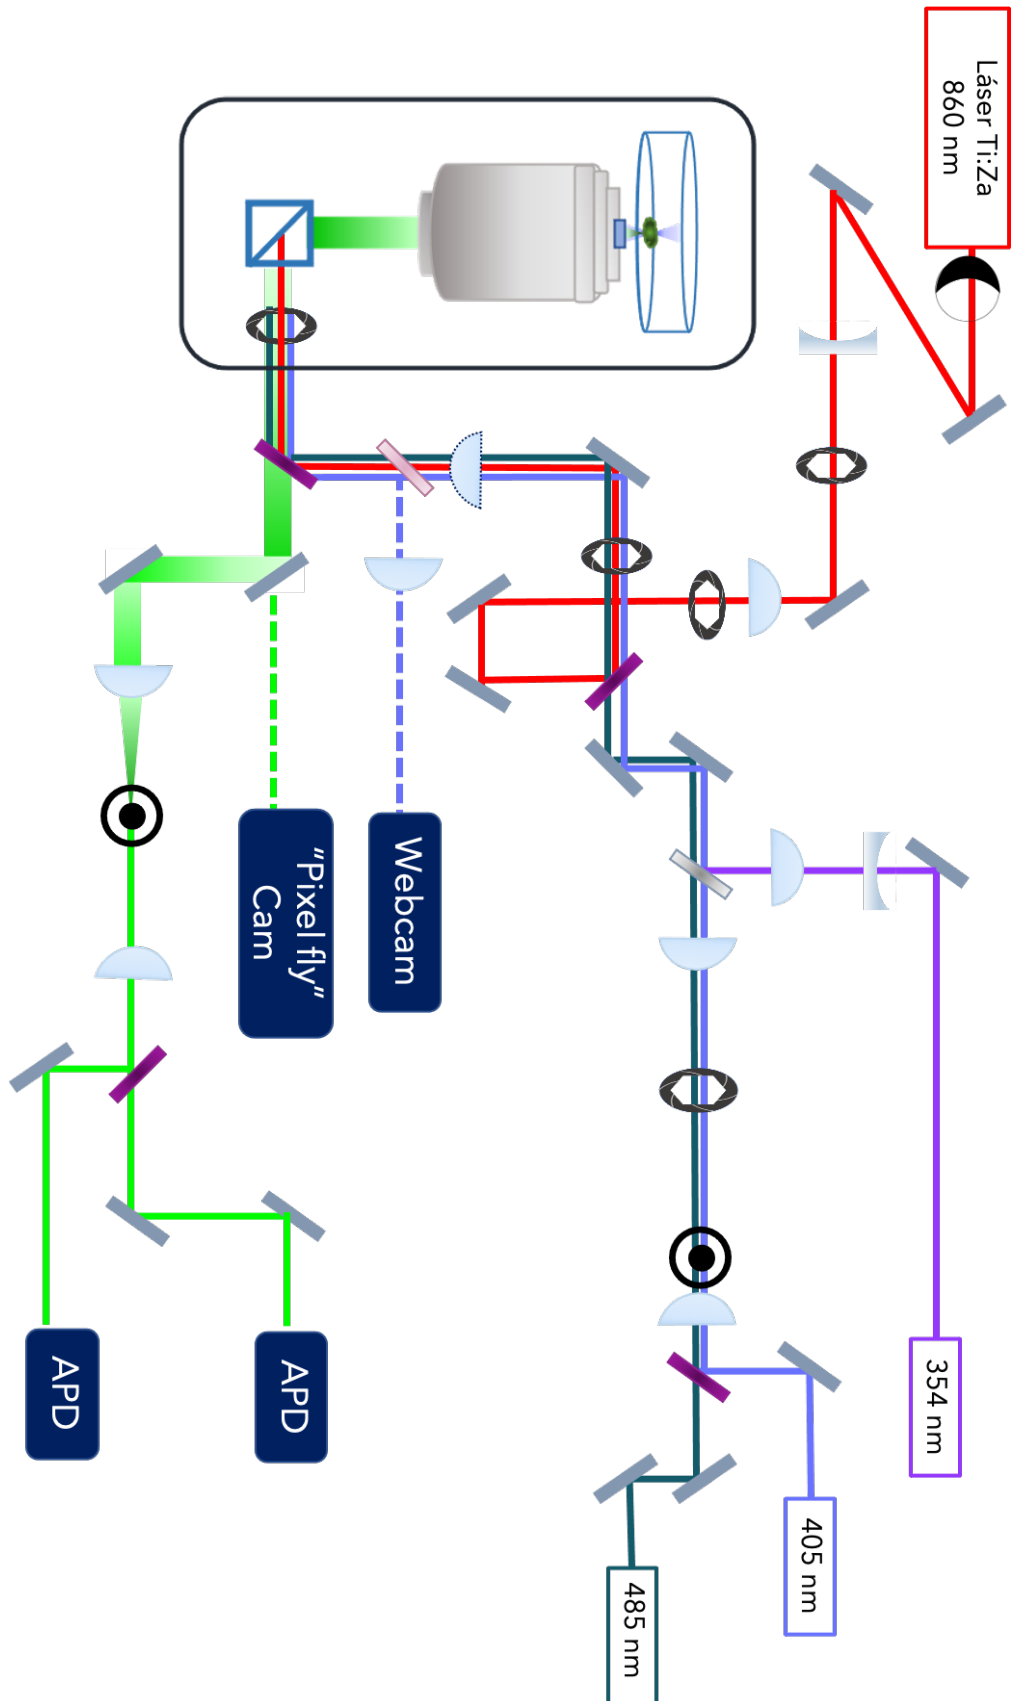 Láser Ti:Za
860 nm
“Pixel fly”
Cam
Webcam
APD
APD
354 nm
405 nm
485 nm